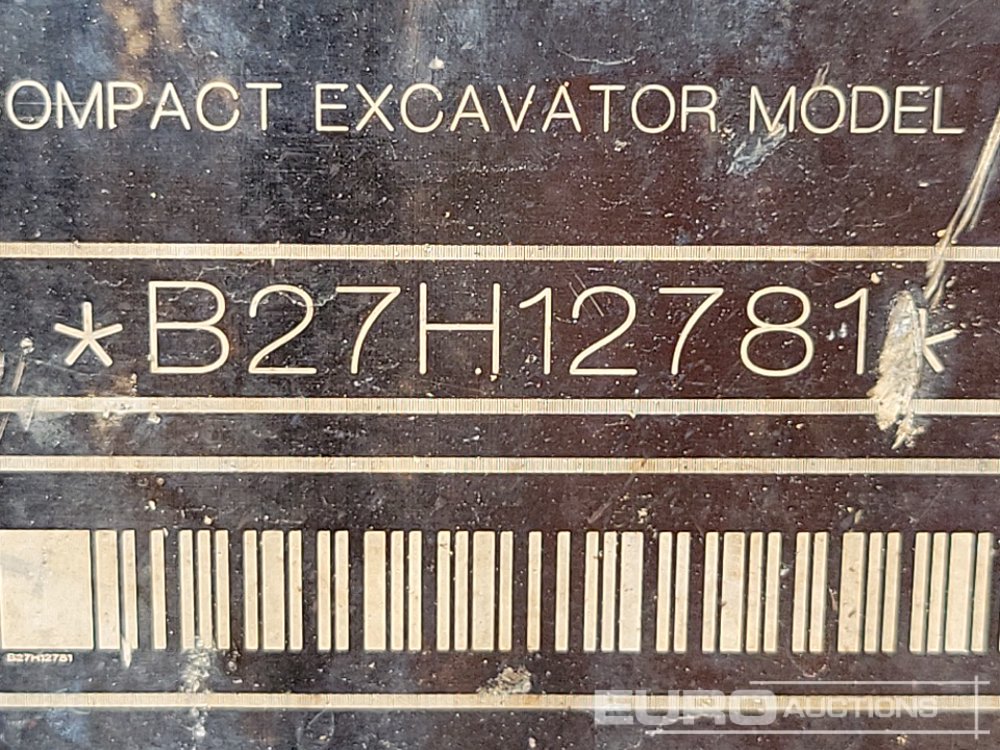 OMPACT EXCAVATOR MODEL
*B27H12781*
B27H12781
EURO AUCTIONS